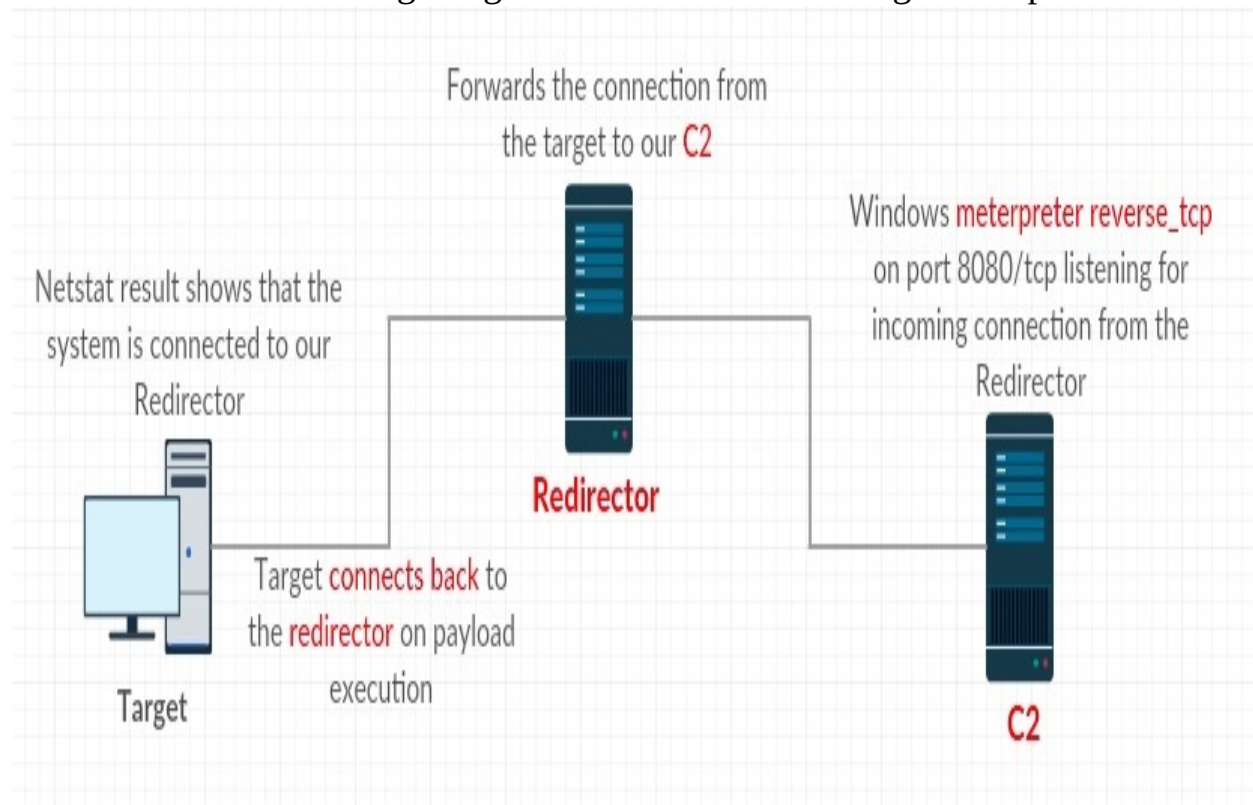 Forwards the connection from
the target to our C2
Windows meterpreter reverse_tcp
on port 8080/tcp listening for
incoming connection from the
Redirector
Netstat result shows that the
system is connected to our
Redirector
Redirector
Target connects back to
the redirector on payload
execution
Target
C2